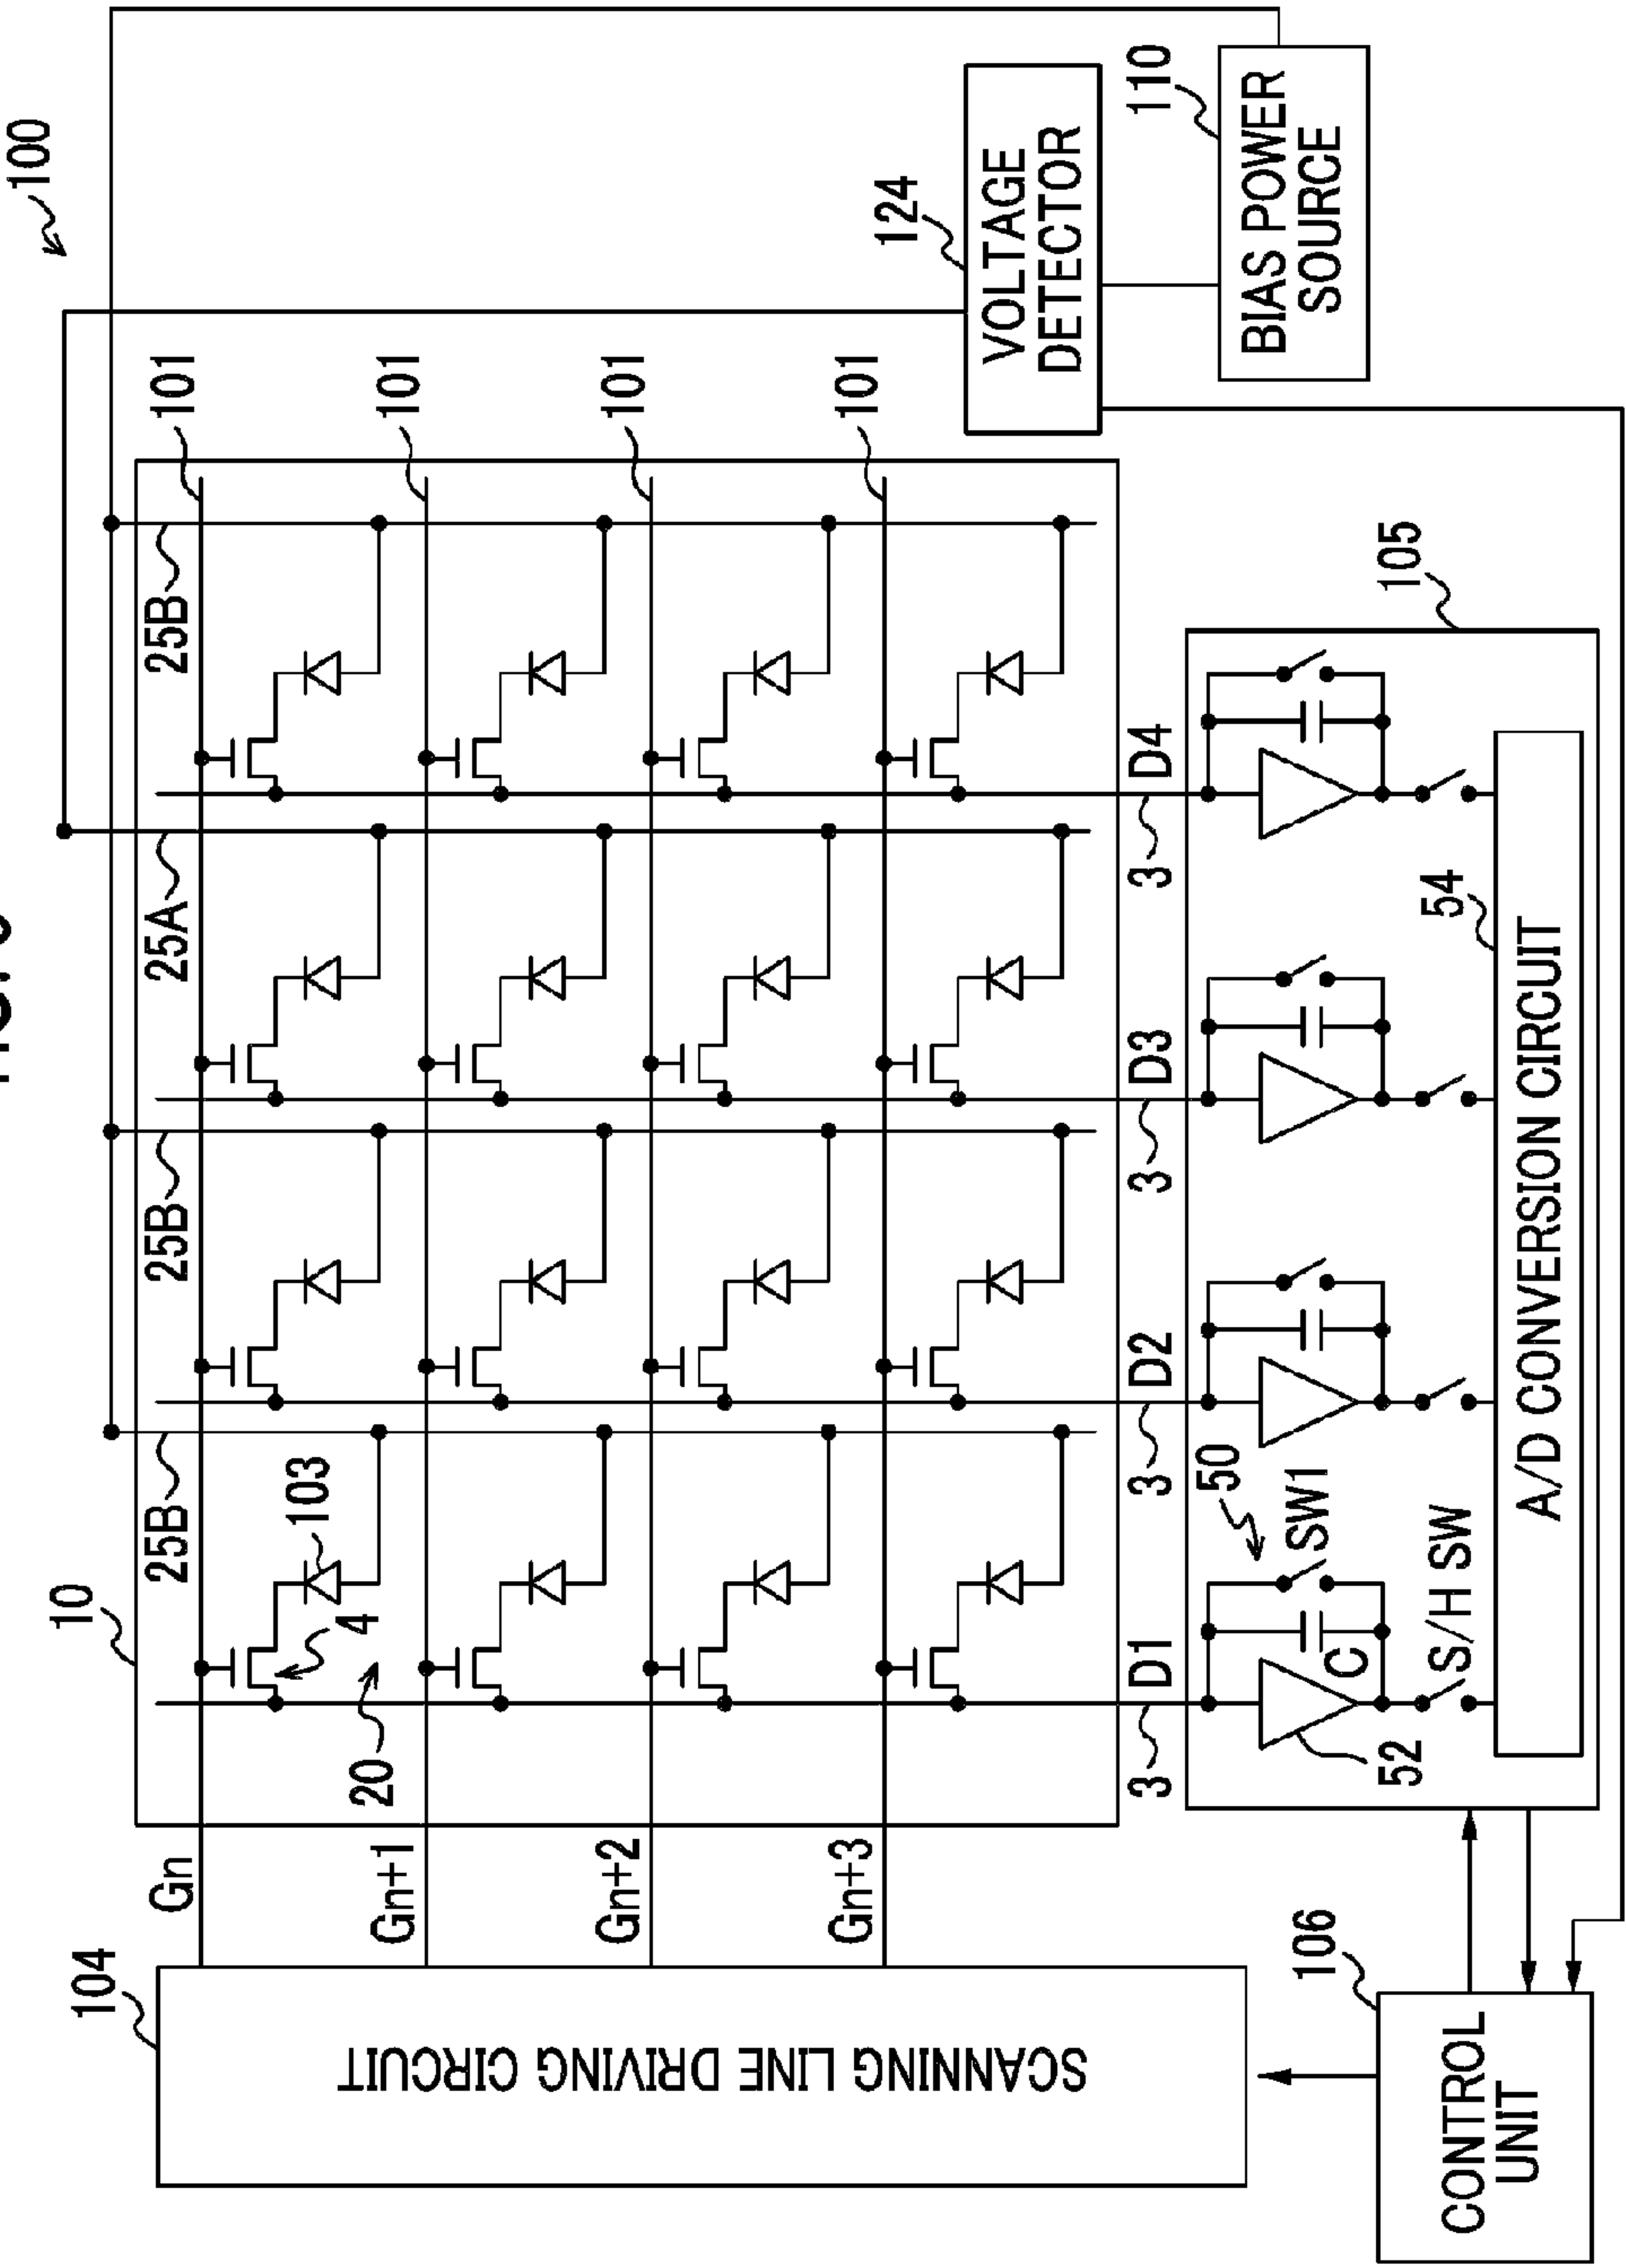 100
10
104
Gn
25B
25B
25A
25B
101
103
4
20
Gn+1
101
Gn+2
101
Gn+3
101
SCANNING LINE DRIVING CIRCUIT
124
VOLTAGE
DETECTOR
110
BIAS POWER
SOURCE
3 D1
3 D2
3 D3
3 D4
105
50
SW1
C
52
S/H SW
54
A/D CONVERSION CIRCUIT
106
CONTROL
UNIT